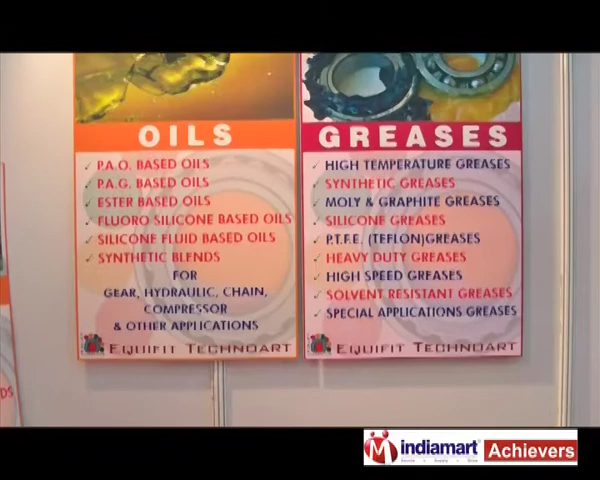 OILS
P.A.O. BASED OILS
P.A.G. BASED OILS
ESTER BASED OILS
FLUORO SILICONE BASED OILS
SILICONE FLUID BASED OILS
SYNTHETIC BLENDS
FOR
GEAR, HYDRAULIC, CHAIN,
COMPRESSOR
& OTHER APPLICATIONS
EQUIFIT TECHNOART
GREASES
HIGH TEMPERATURE GREASES
SYNTHETIC GREASES
MOLY & GRAPHITE GREASES
SILICONE GREASES
P.T.F.E. (TEFLON)GREASES
HEAVY DUTY GREASES
HIGH SPEED GREASES
SOLVENT RESISTANT GREASES
SPECIAL APPLICATIONS GREASES
EQUIFIT TECHNOART
DS
indiamart Achievers